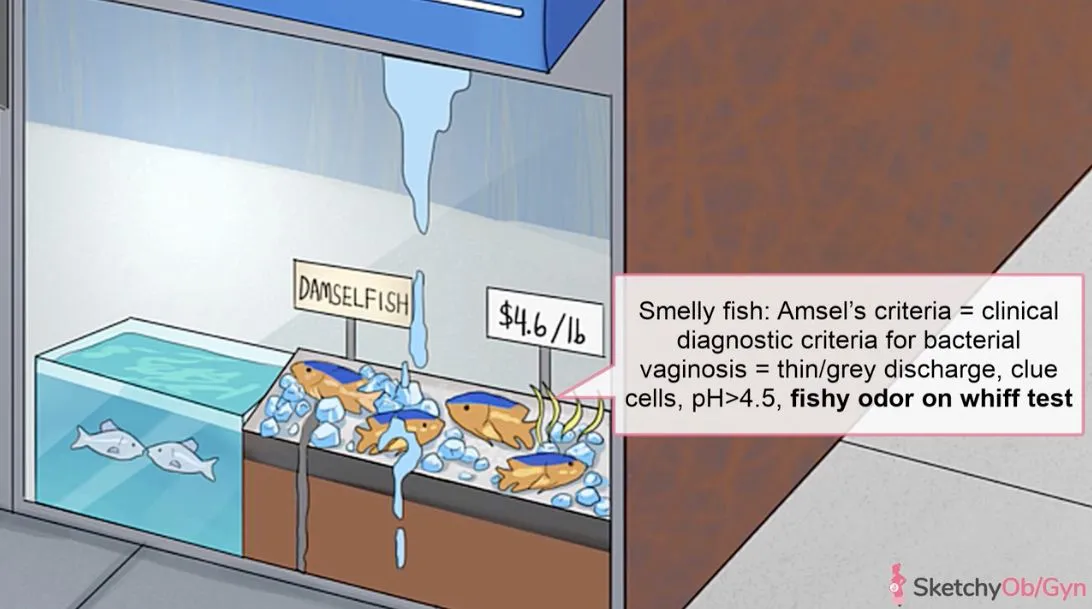 DAMSELFISH
$4.6/lb
Smelly fish: Amsel's criteria = clinical
diagnostic criteria for bacterial
vaginosis = thin/grey discharge, clue
cells, pH>4.5, fishy odor on whiff test
SketchyOb/Gyn